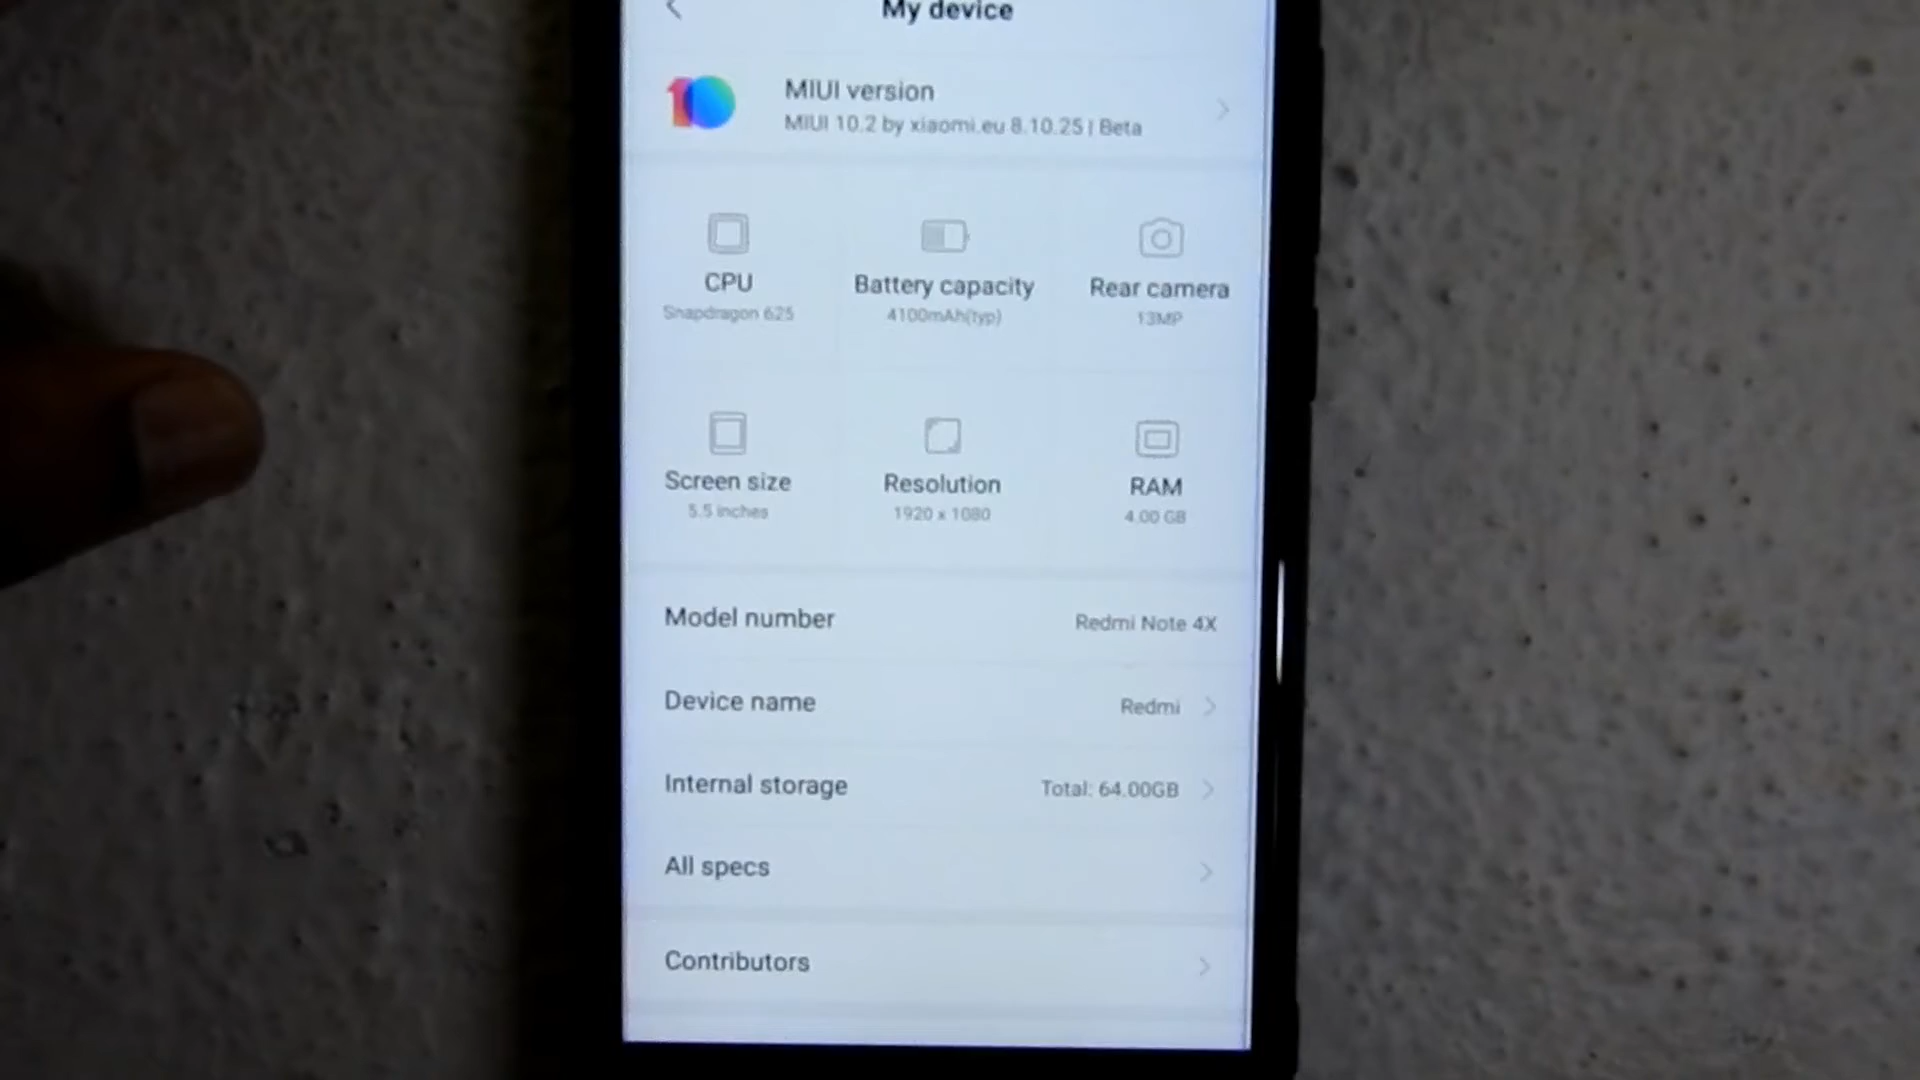 My device
MIUI version
MIUI 10.2 by xiaomi.eu 8.10.25 | Beta
CPU
Snapdragon 625
Battery capacity
4100mAh(typ)
Rear camera
13MP
Screen size
5.5 inches
Resolution
1920 x 1080
RAM
4.00 GB
Model number Redmi Note 4X
Device name Redmi
Internal storage Total: 64.00GB
All specs
Contributors